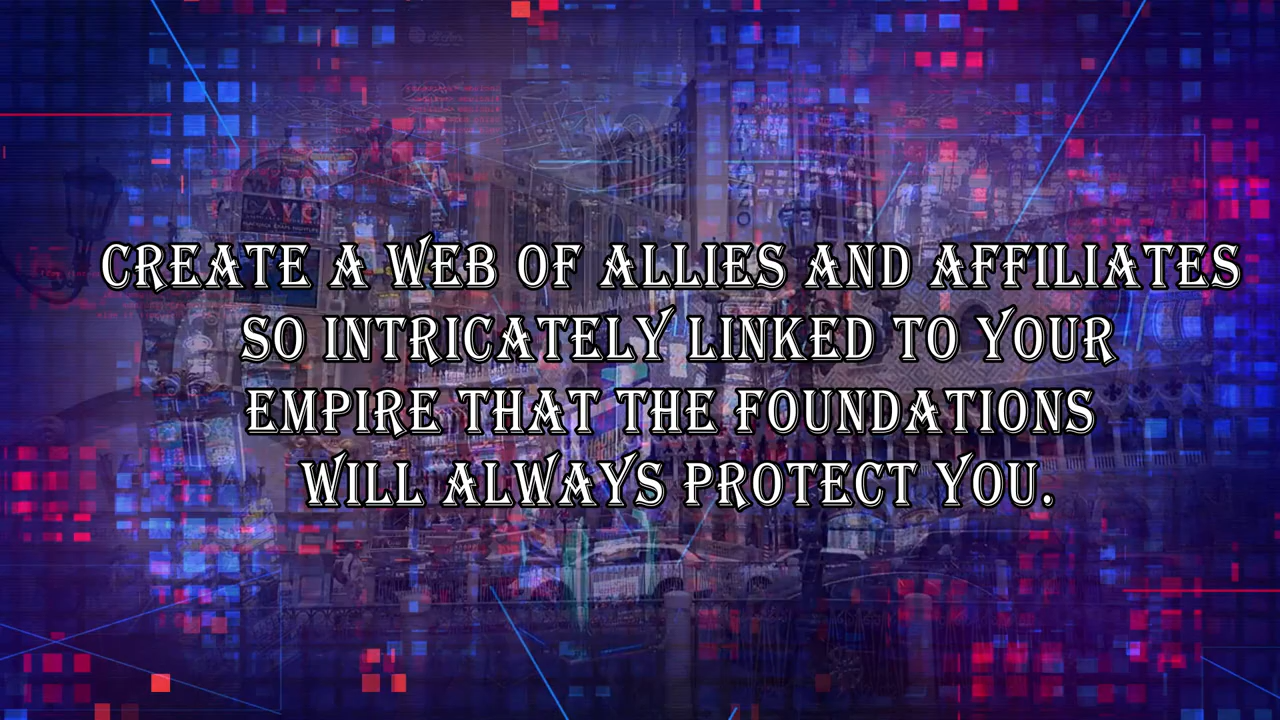 CREATE A WEB OF ALLIES AND AFFILIATES
SO INTRICATELY LINKED TO YOUR
EMPIRE THAT THE FOUNDATIONS
WILL ALWAYS PROTECT YOU.